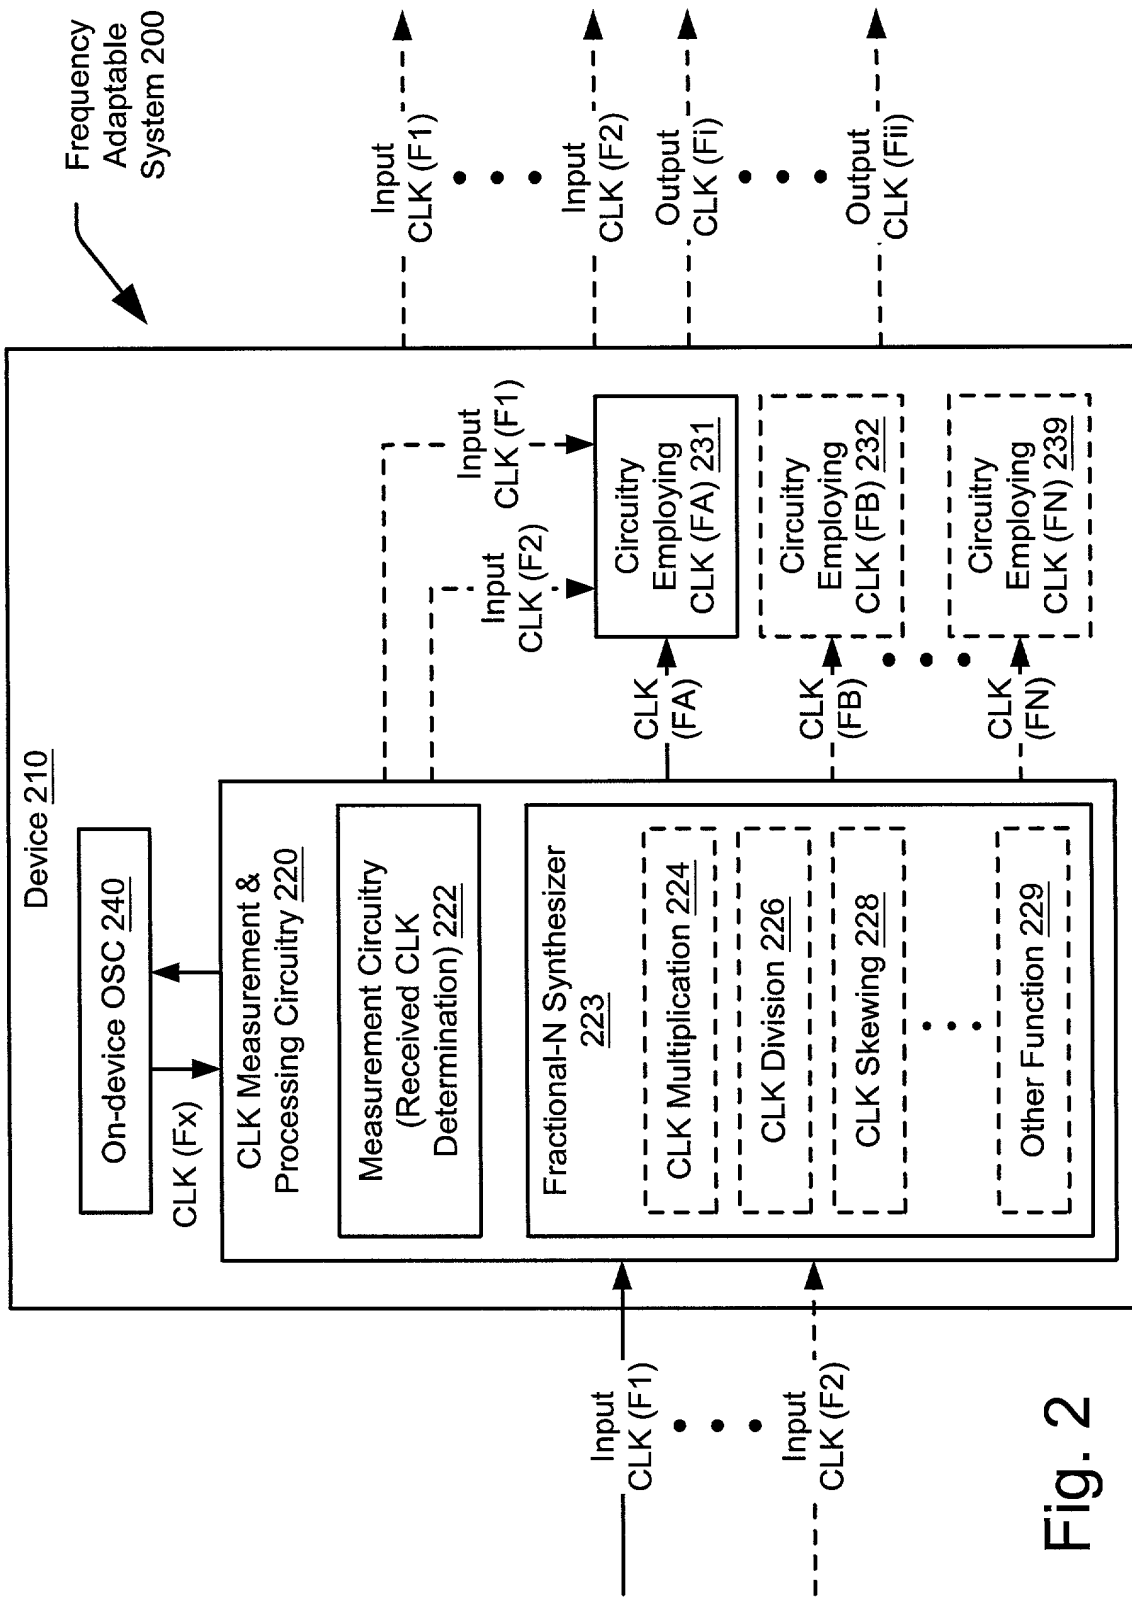 Frequency
Adaptable
System 200
Device 210
On-device OSC 240
CLK (Fx)
CLK Measurement &
Processing Circuitry 220
Measurement Circuitry
(Received CLK
Determination) 222
Fractional-N Synthesizer
223
CLK Multiplication 224
CLK Division 226
CLK Skewing 228
Other Function 229
Input
CLK (F1)
Input
CLK (F2)
Input
CLK (F1)
Input
CLK (F2)
CLK
(FA)
CLK
(FB)
CLK
(FN)
Circuitry
Employing
CLK (FA) 231
Circuitry
Employing
CLK (FB) 232
Circuitry
Employing
CLK (FN) 239
Input
CLK (F1)
Input
CLK (F2)
Output
CLK (Fi)
Output
CLK (Fii)
Fig. 2